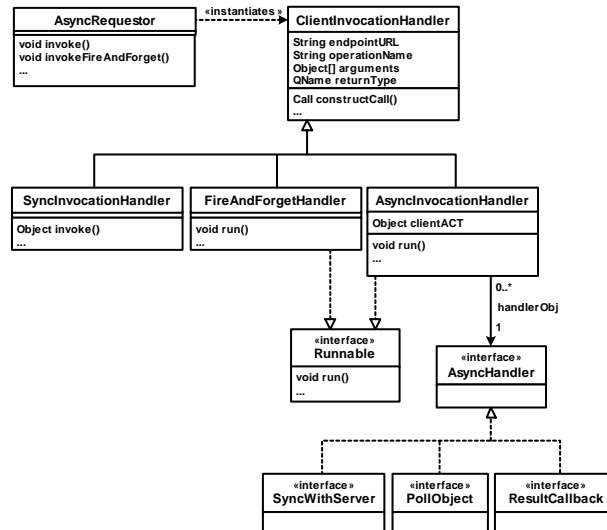 AsyncRequestor
void invoke()
void invokeFireAndForget()
...
«instantiates»
ClientInvocationHandler
String endpointURL
String operationName
Object[] arguments
QName returnType
Call constructCall()
...
SyncInvocationHandler
Object invoke()
...
FireAndForgetHandler
void run()
...
AsyncInvocationHandler
Object clientACT
void run()
...
0..*
handlerObj
1
«interface»
Runnable
void run()
...
«interface»
AsyncHandler
«interface»
SyncWithServer
«interface»
PollObject
«interface»
ResultCallback